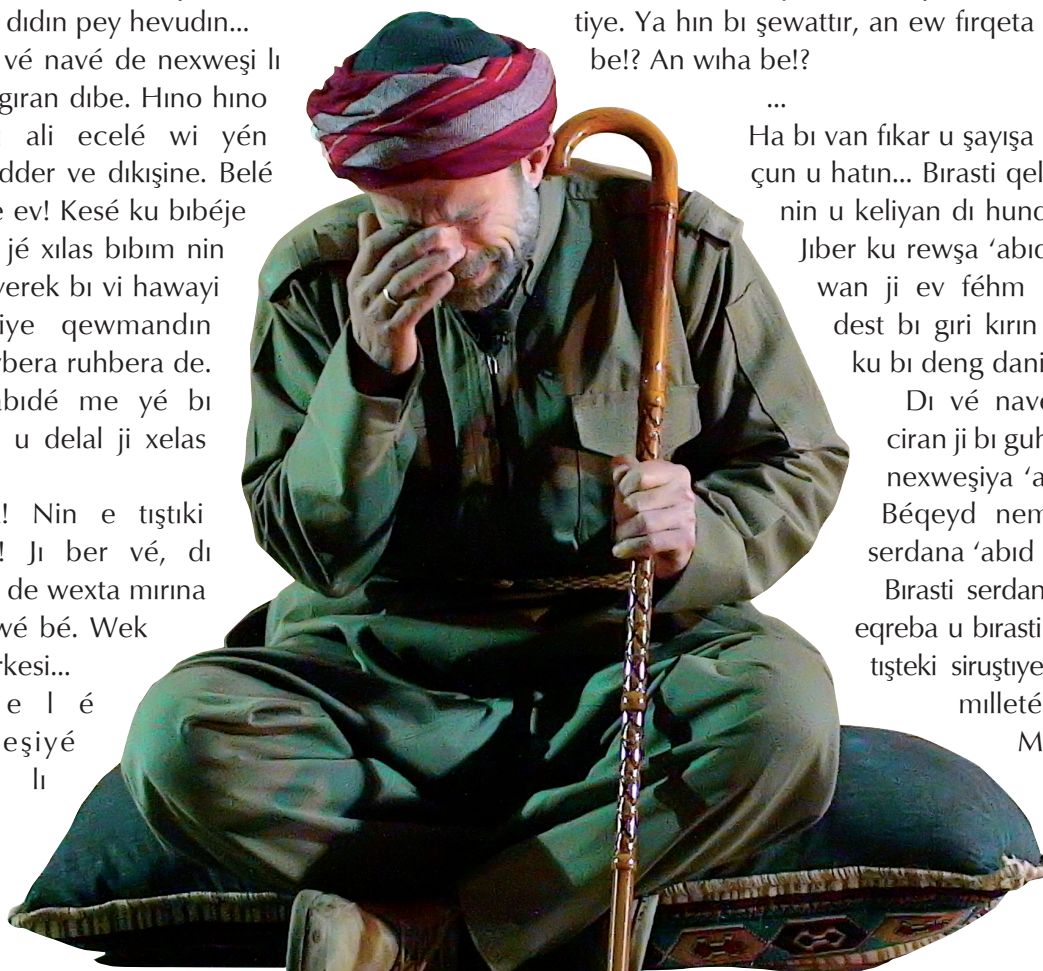 dıdın pey hevudın...
vé navé de nexweşi lı
gıran dıbe. Hıno hıno
ali ecelé wi yén
dder ve dıkışine. Belé
e ev! Kesé ku bıbéje
jé xılas bıbım nin
yerek bı vi hawayi
iye qewmandın
bera ruhbera de.
abıdé me yé bı
u delal ji xelas
! Nin e tıştıki
! Jı ber vé, dı
de wexta mırına
wé bé. Wek
rkesi...
e l é
eşiyé
lı
tiye. Ya hın bı şewattır, an ew fırqeta
be!? An wıha be!?
...
Ha bı van fıkar u şayışa
çun u hatın... Bırasti qel
nin u keliyan dı hund
Jıber ku rewşa ‘abıd
wan ji ev féhm
dest bı gıri kırın
ku bı deng dani
Dı vé nav
ciran ji bı guh
nexweşiya ‘a
Béqeyd nem
serdana ‘abıd
Bırasti serdan
eqreba u bırasti
tışteki siruştıye
mılleté
M